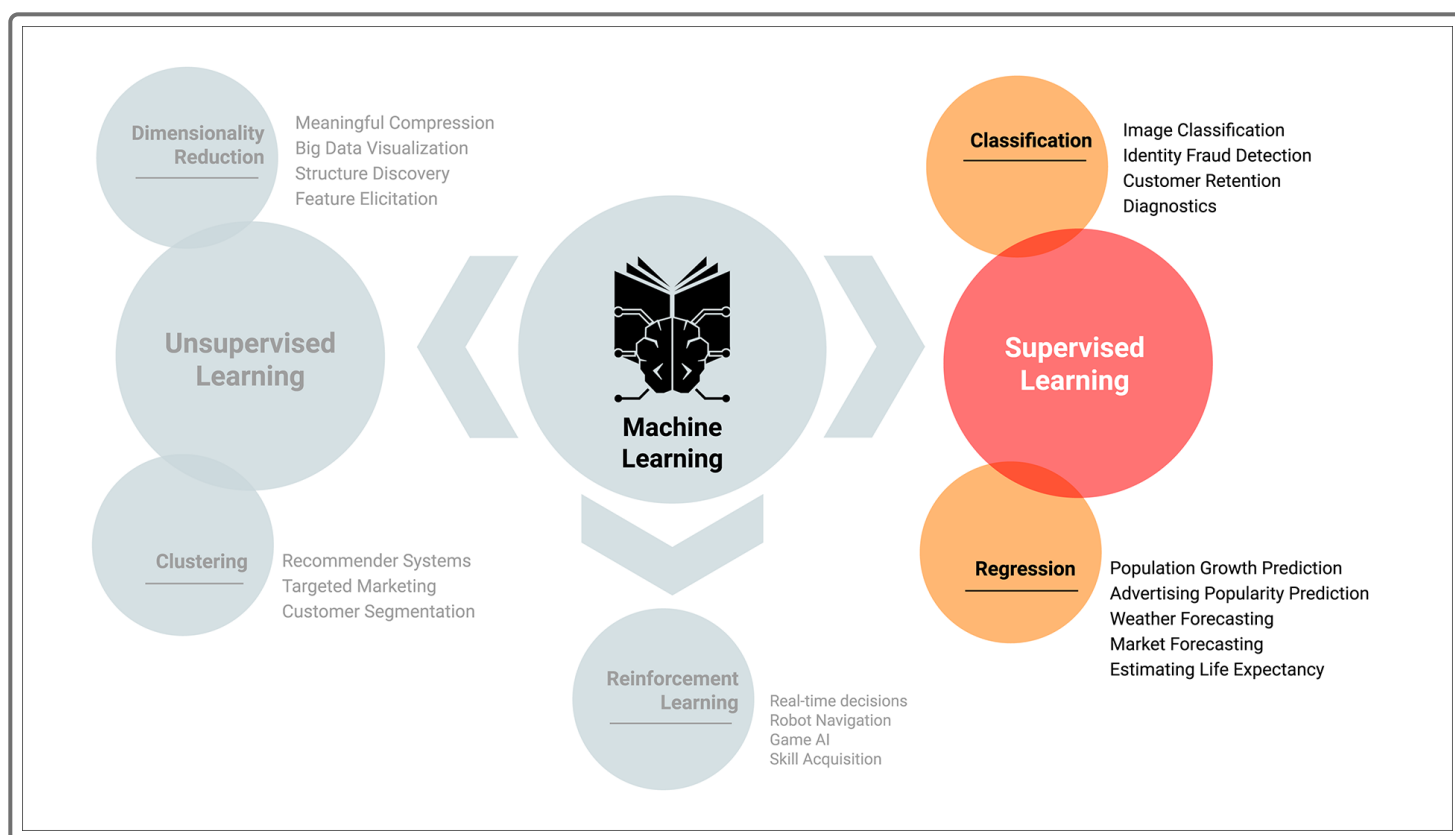 Dimensionality
Reduction
Meaningful Compression
Big Data Visualization
Structure Discovery
Feature Elicitation
Unsupervised
Learning
Clustering
Recommender Systems
Targeted Marketing
Customer Segmentation
Machine
Learning
Reinforcement
Learning
Real-time decisions
Robot Navigation
Game AI
Skill Acquisition
Classification
Image Classification
Identity Fraud Detection
Customer Retention
Diagnostics
Supervised
Learning
Regression
Population Growth Prediction
Advertising Popularity Prediction
Weather Forecasting
Market Forecasting
Estimating Life Expectancy